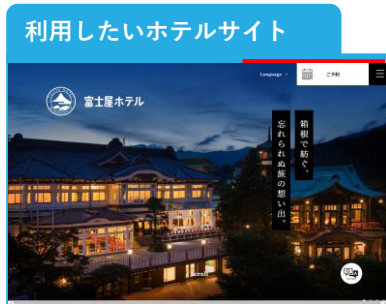 利用したいホテルサイト
Language
ご予約
富士屋ホテル
箱根で紡ぐ、
忘れられぬ旅の想い出。
Scroll